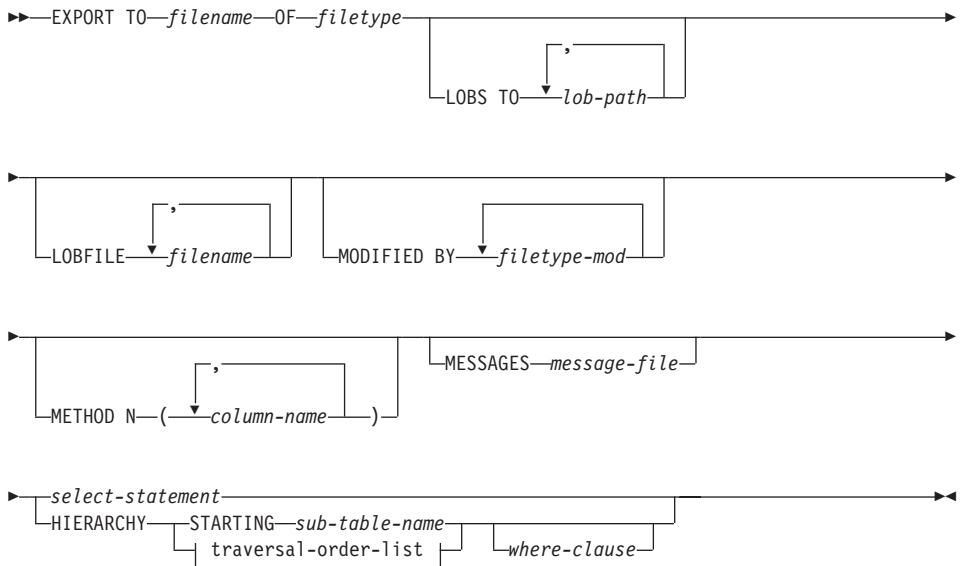 EXPORT TO filename OF filetype
,
LOBS TO lob-path
, 
LOBFILE filename MODIFIED BY filetype-mod
,
METHOD N ( column-name )
MESSAGES message-file
select-statement
HIERARCHY STARTING sub-table-name
traversal-order-list where-clause